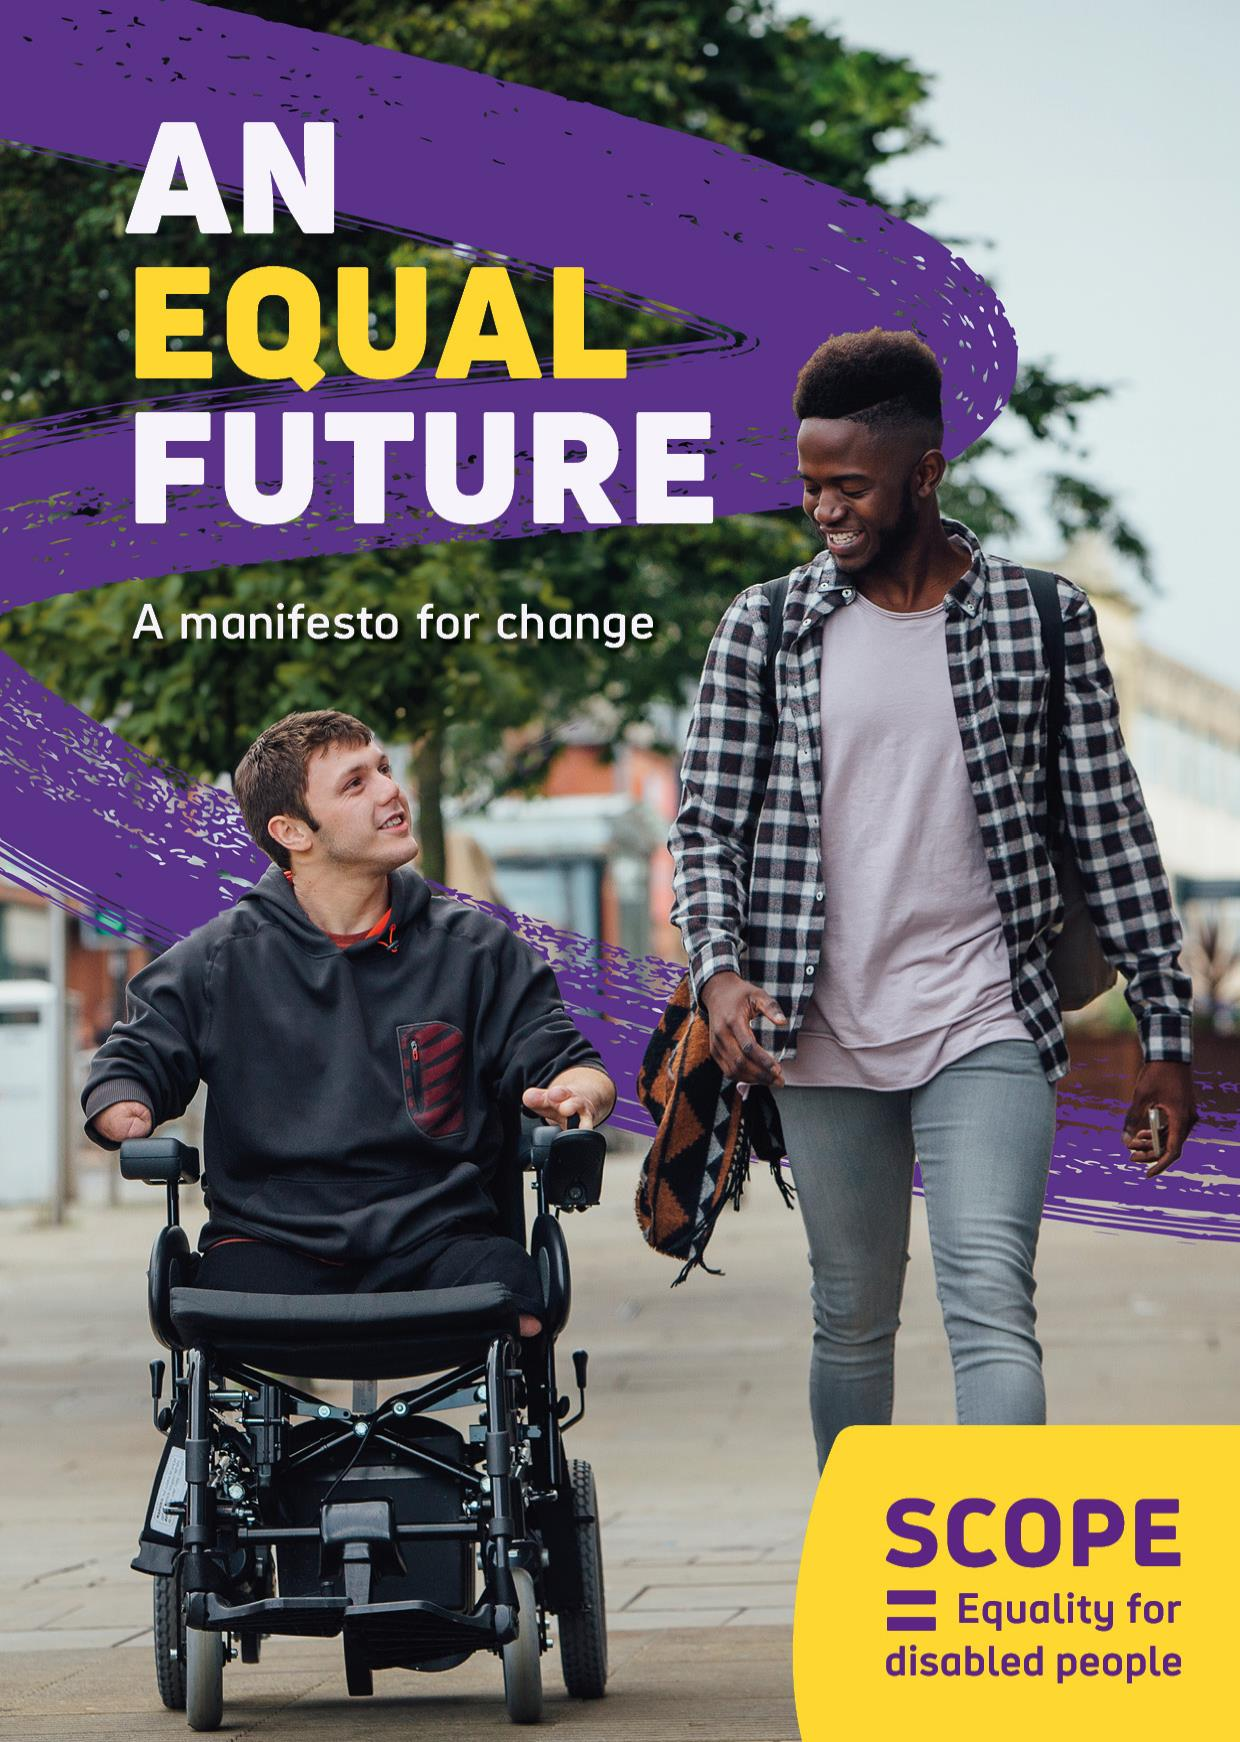 AN
EQUAL
FUTURE
A manifesto for change
SCOPE
= Equality for
disabled people